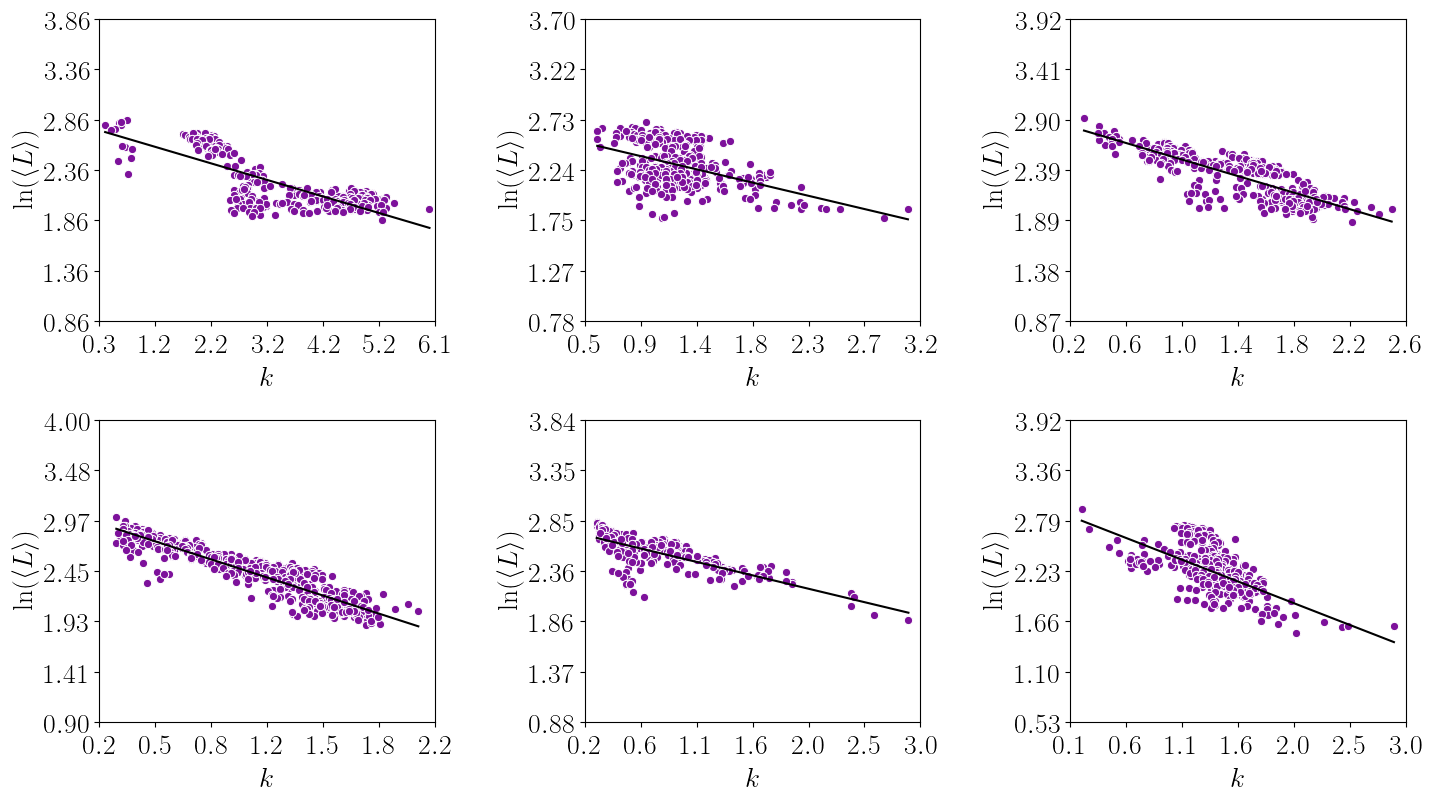 3.86
3.36
2.86
2.36
1.86
1.36
0.86
ln(⟨L⟩)
0.3 1.2 2.2 3.2 4.2 5.2 6.1
k
3.70
3.22
2.73
2.24
1.75
1.27
0.78
ln(⟨L⟩)
0.5 0.9 1.4 1.8 2.3 2.7 3.2
k
3.92
3.41
2.90
2.39
1.89
1.38
0.87
ln(⟨L⟩)
0.2 0.6 1.0 1.4 1.8 2.2 2.6
k
4.00
3.48
2.97
2.45
1.93
1.41
0.90
ln(⟨L⟩)
0.2 0.5 0.8 1.2 1.5 1.8 2.2
k
3.84
3.35
2.85
2.36
1.86
1.37
0.88
ln(⟨L⟩)
0.2 0.6 1.1 1.6 2.0 2.5 3.0
k
3.92
3.36
2.79
2.23
1.66
1.10
0.53
ln(⟨L⟩)
0.1 0.6 1.1 1.6 2.0 2.5 3.0
k